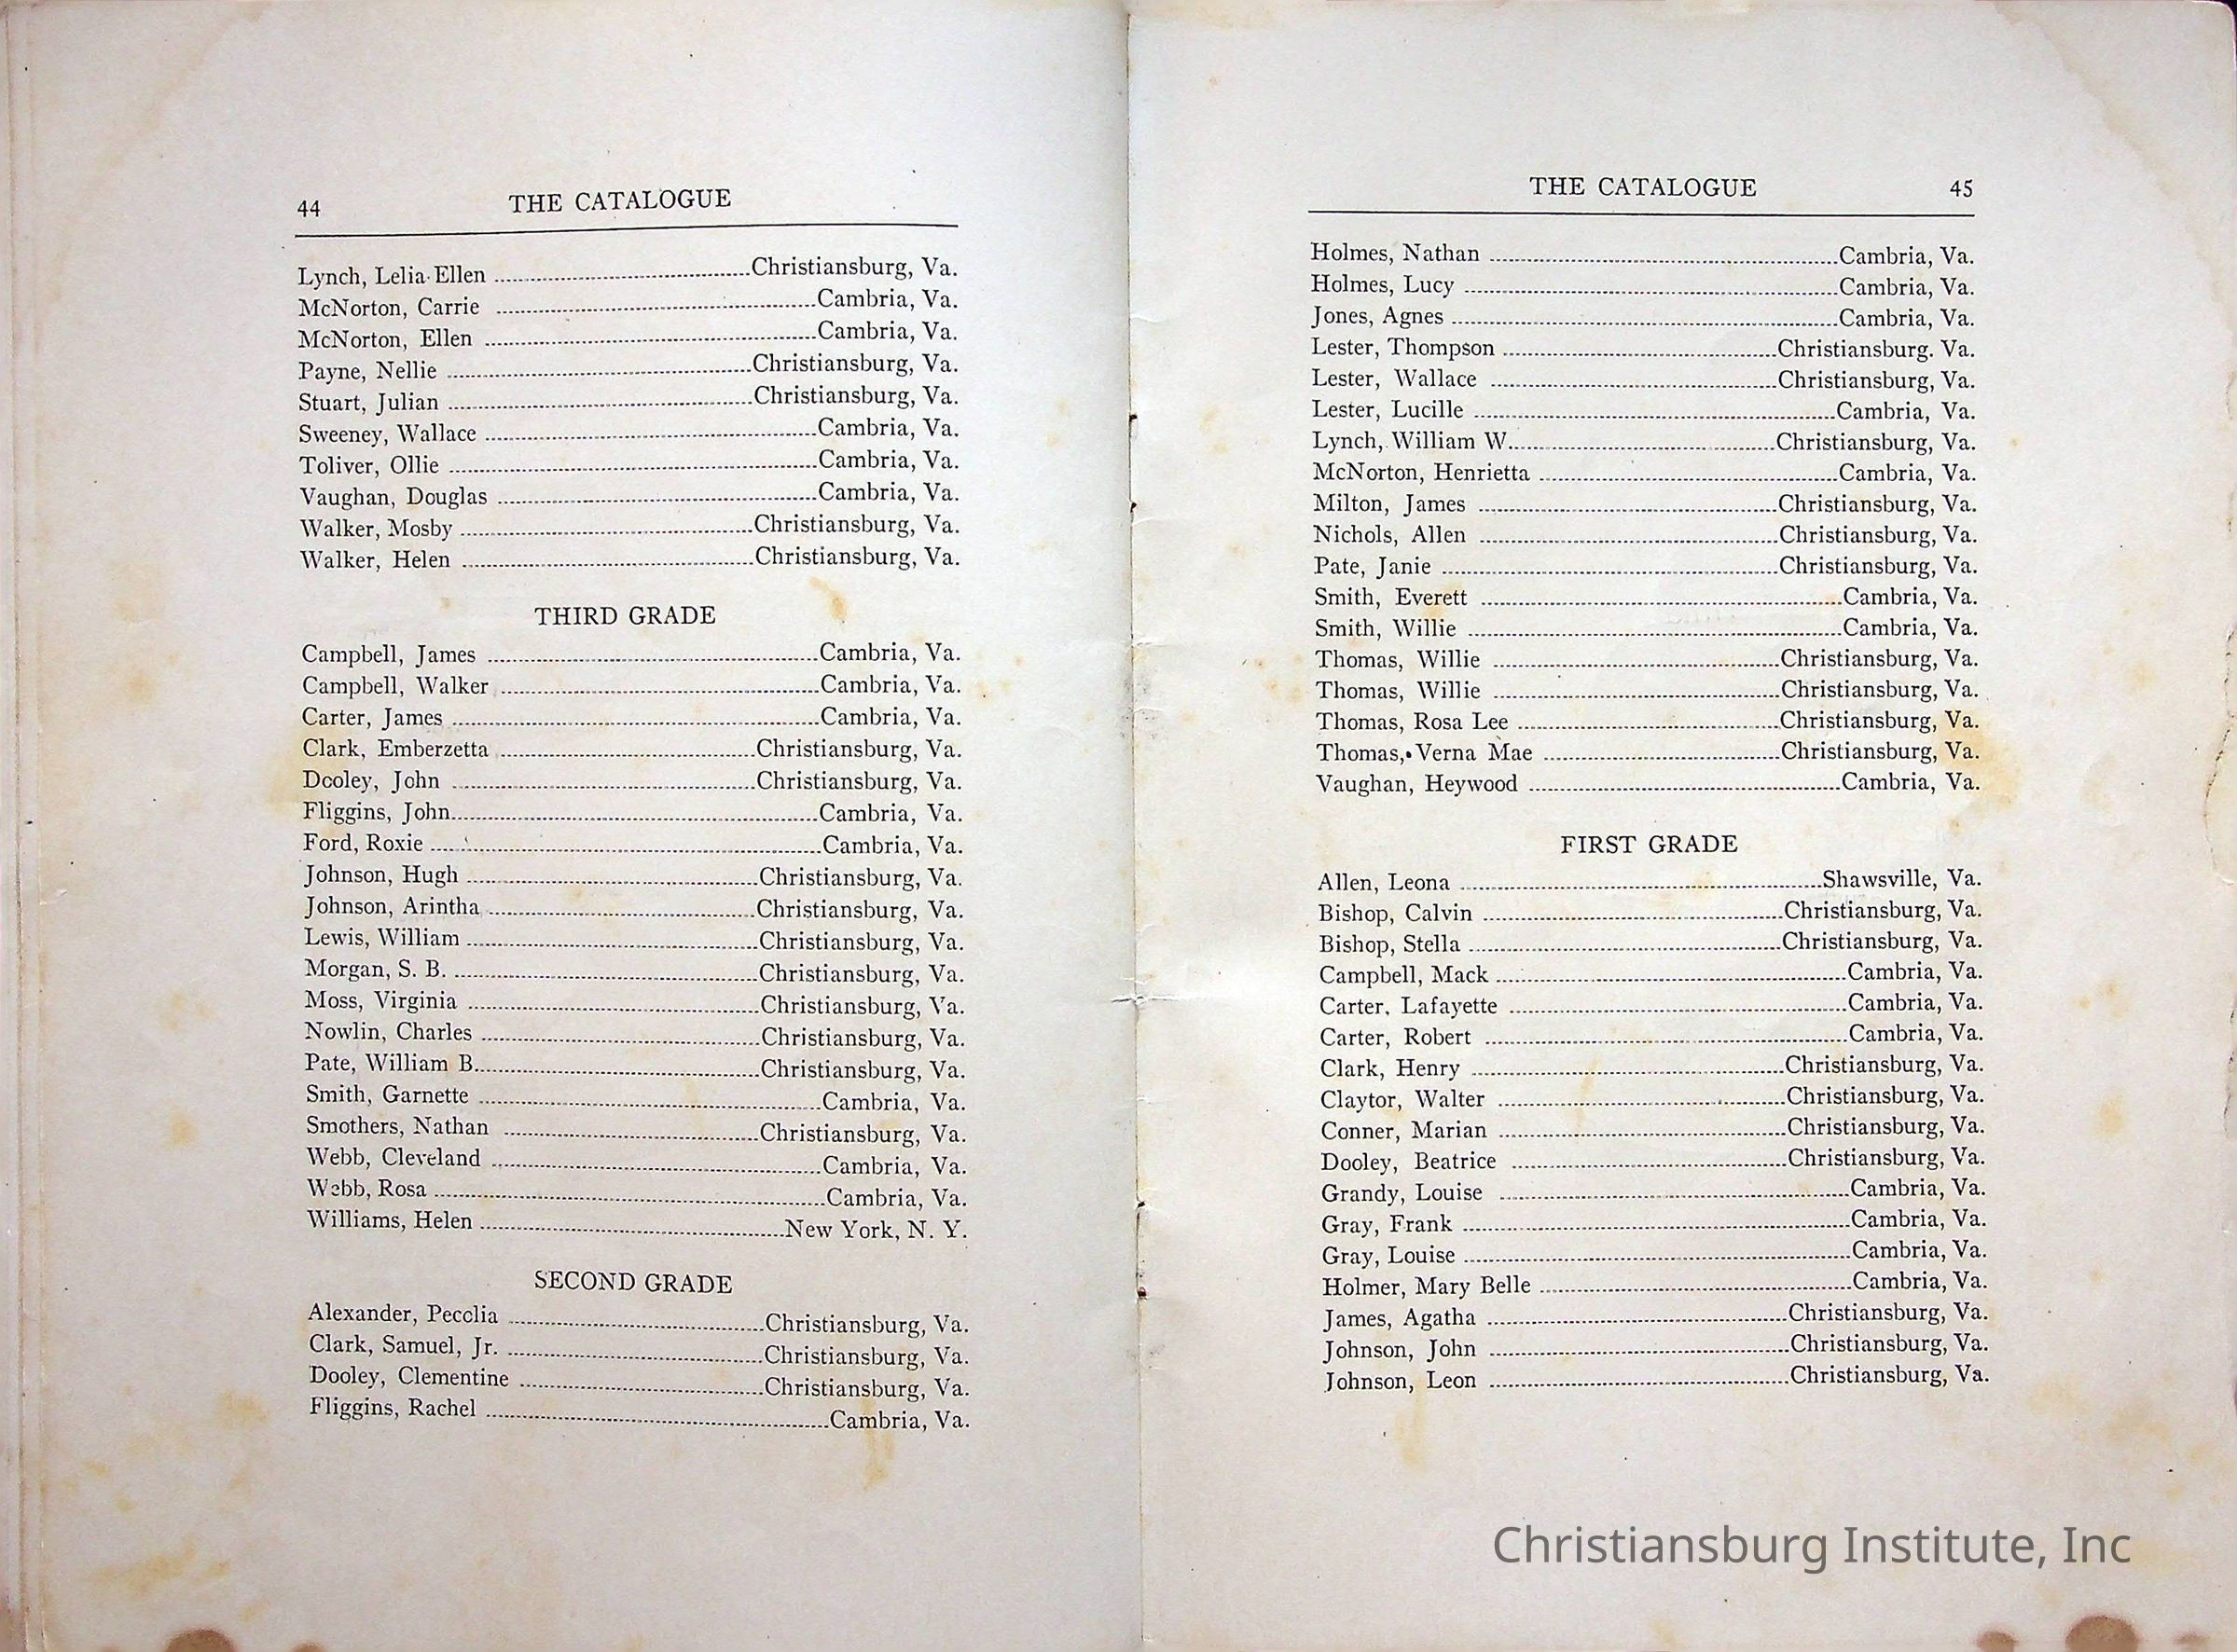 44 THE CATALOGUE
Lynch, Lelia Ellen ........ Christiansburg, Va.
McNorton, Carrie ........ Cambria, Va.
McNorton, Ellen ........ Cambria, Va.
Payne, Nellie ........ Christiansburg, Va.
Stuart, Julian ........ Christiansburg, Va.
Sweeney, Wallace ........ Cambria, Va.
Toliver, Ollie ........ Cambria, Va.
Vaughan, Douglas ........ Cambria, Va.
Walker, Mosby ........ Christiansburg, Va.
Walker, Helen ........ Christiansburg, Va.
THIRD GRADE
Campbell, James ........ Cambria, Va.
Campbell, Walker ........ Cambria, Va.
Carter, James ........ Cambria, Va.
Clark, Emberzetta ........ Christiansburg, Va.
Dooley, John ........ Christiansburg, Va.
Fliggins, John ........ Cambria, Va.
Ford, Roxie ........ Cambria, Va.
Johnson, Hugh ........ Christiansburg, Va.
Johnson, Arintha ........ Christiansburg, Va.
Lewis, William ........ Christiansburg, Va.
Morgan, S. B. ........ Christiansburg, Va.
Moss, Virginia ........ Christiansburg, Va.
Nowlin, Charles ........ Christiansburg, Va.
Pate, William B. ........ Christiansburg, Va.
Smith, Garnette ........ Cambria, Va.
Smothers, Nathan ........ Christiansburg, Va.
Webb, Cleveland ........ Cambria, Va.
Webb, Rosa ........ Cambria, Va.
Williams, Helen ........ New York, N. Y.
SECOND GRADE
Alexander, Pecolia ........ Christiansburg, Va.
Clark, Samuel, Jr. ........ Christiansburg, Va.
Dooley, Clementine ........ Christiansburg, Va.
Fliggins, Rachel ........ Cambria, Va.
THE CATALOGUE 45
Holmes, Nathan ........ Cambria, Va.
Holmes, Lucy ........ Cambria, Va.
Jones, Agnes ........ Cambria, Va.
Lester, Thompson ........ Christiansburg. Va.
Lester, Wallace ........ Christiansburg, Va.
Lester, Lucille ........ Cambria, Va.
Lynch, William W. ........ Christiansburg, Va.
McNorton, Henrietta ........ Cambria, Va.
Milton, James ........ Christiansburg, Va.
Nichols, Allen ........ Christiansburg, Va.
Pate, Janie ........ Christiansburg, Va.
Smith, Everett ........ Cambria, Va.
Smith, Willie ........ Cambria, Va.
Thomas, Willie ........ Christiansburg, Va.
Thomas, Willie ........ Christiansburg, Va.
Thomas, Rosa Lee ........ Christiansburg, Va.
Thomas, Verna Mae ........ Christiansburg, Va.
Vaughan, Heywood ........ Cambria, Va.
FIRST GRADE
Allen, Leona ........ Shawsville, Va.
Bishop, Calvin ........ Christiansburg, Va.
Bishop, Stella ........ Christiansburg, Va.
Campbell, Mack ........ Cambria, Va.
Carter, Lafayette ........ Cambria, Va.
Carter, Robert ........ Cambria, Va.
Clark, Henry ........ Christiansburg, Va.
Claytor, Walter ........ Christiansburg, Va.
Conner, Marian ........ Christiansburg, Va.
Dooley, Beatrice ........ Christiansburg, Va.
Grandy, Louise ........ Cambria, Va.
Gray, Frank ........ Cambria, Va.
Gray, Louise ........ Cambria, Va.
Holmer, Mary Belle ........ Cambria, Va.
James, Agatha ........ Christiansburg, Va.
Johnson, John ........ Christiansburg, Va.
Johnson, Leon ........ Christiansburg, Va.
Christiansburg Institute, Inc